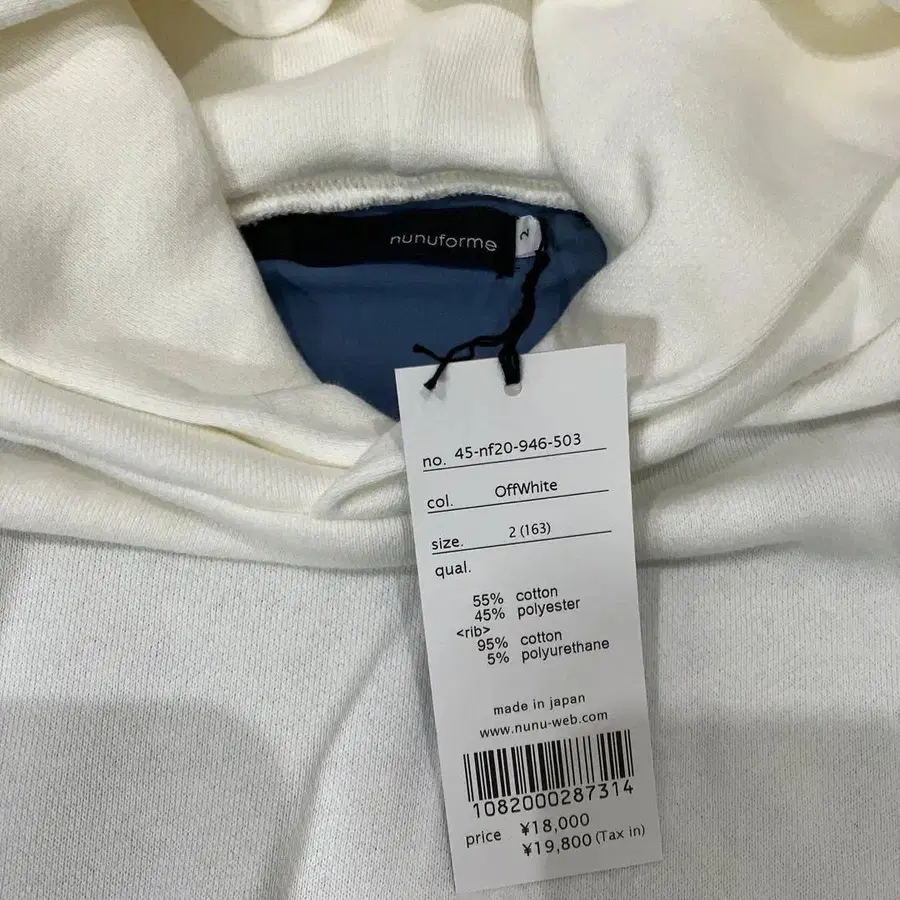 nunuforme
2
no. 45-nf20-946-503
col. OffWhite
size. 2 (163)
qual.
55% cotton
45% polyester
<rib>
95% cotton
5% polyurethane
made in japan
www.nunu-web.com
1082000287314
price ¥18,000
¥19,800 (Tax in)